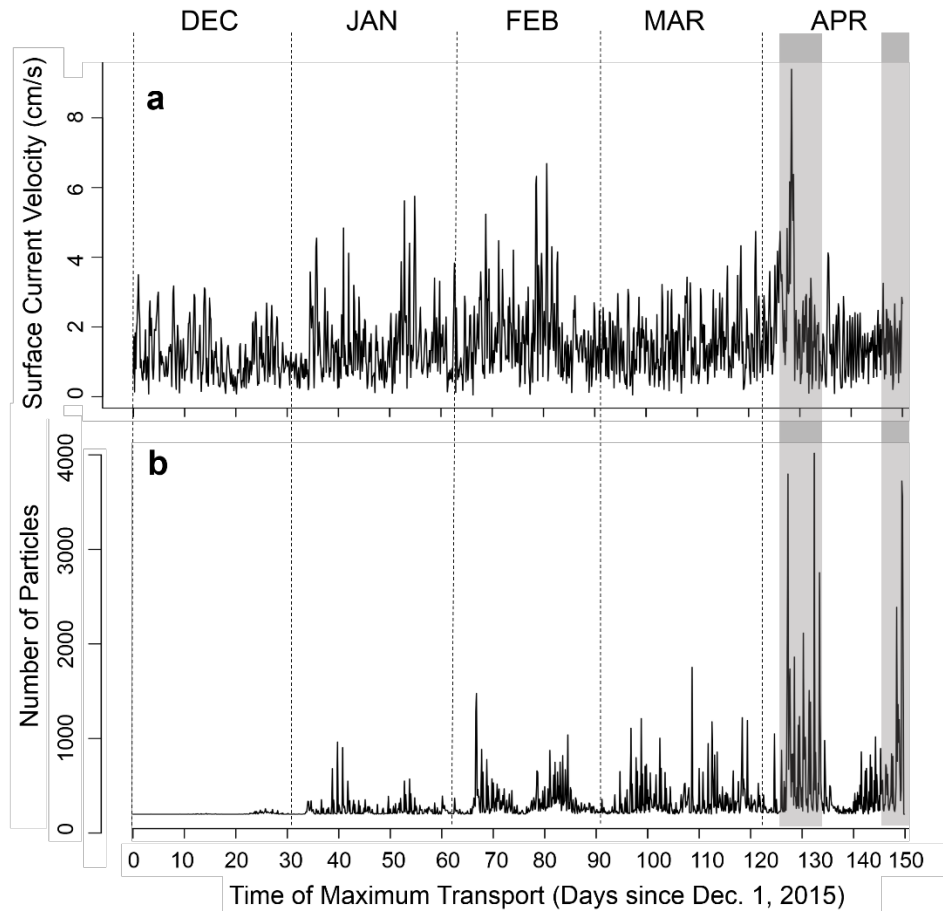 DEC JAN FEB MAR APR
a
Surface Current Velocity (cm/s)
8
6
4
2
0
b
Number of Particles
4000
3000
2000
1000
0
0 10 20 30 40 50 60 70 80 90 100 110 120 130 140 150
Time of Maximum Transport (Days since Dec. 1, 2015)